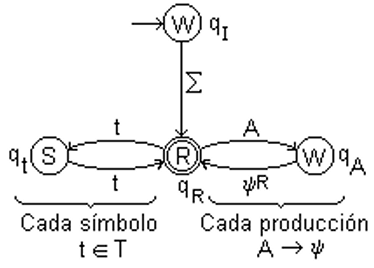 W q_I
Σ
t A
q_t S R W q_A
t q_R ψ^R
Cada símbolo Cada producción
t ∈ T A → ψ